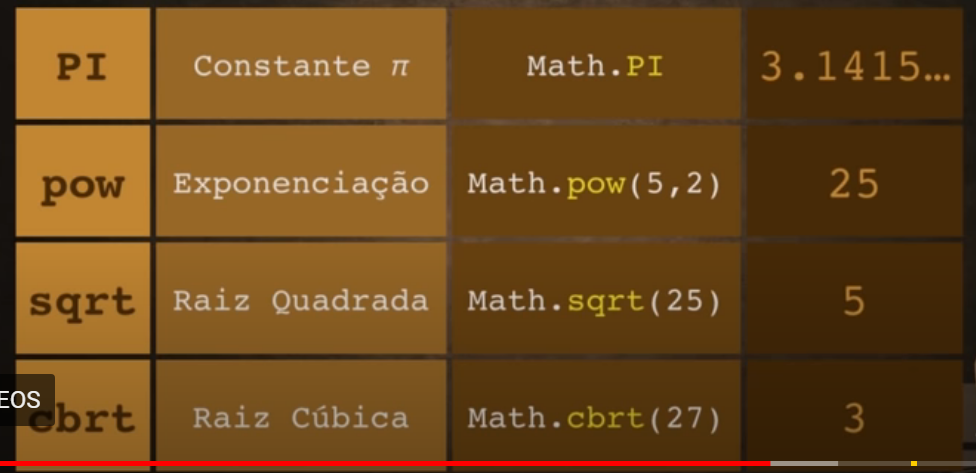 PI Constante π Math.PI 3.1415…
pow Exponenciação Math.pow(5,2) 25
sqrt Raiz Quadrada Math.sqrt(25) 5
cbrt Raiz Cúbica Math.cbrt(27) 3
EOS